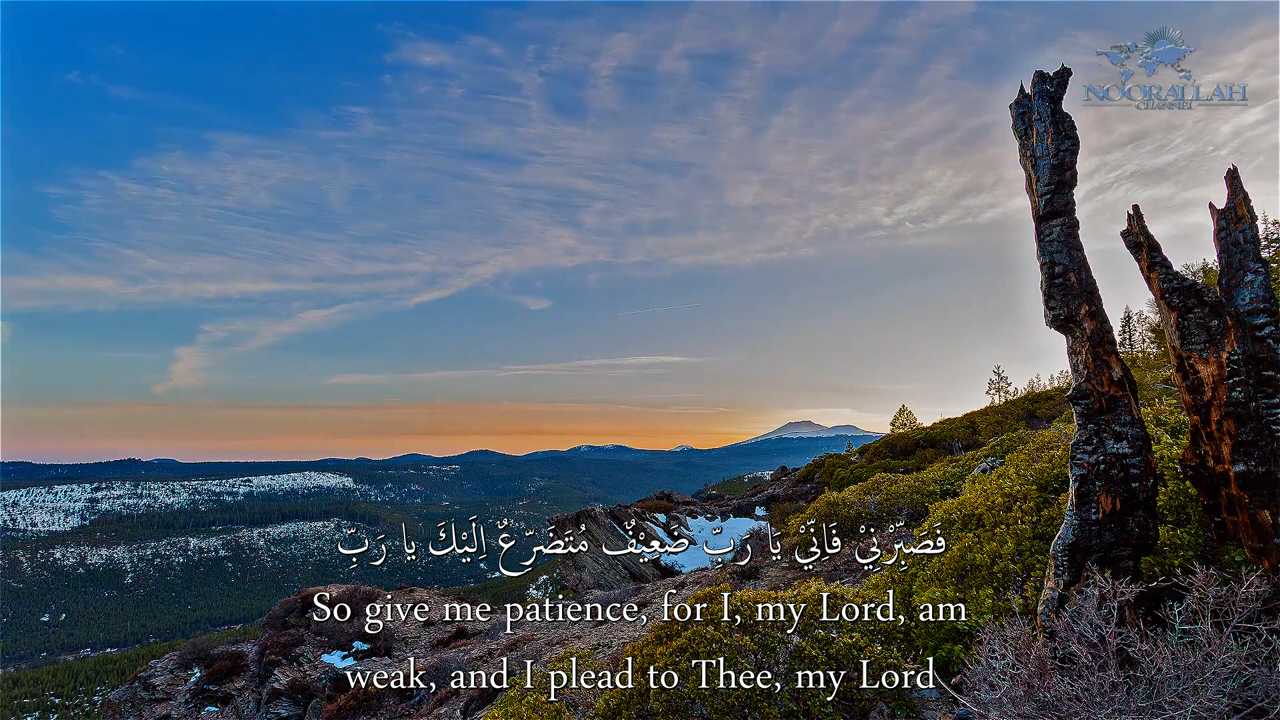 NOORALLAH
CHANNEL
فَصَبِّرْنِيْ فَاِنّيْ يَا رَبِّ ضَعِيْفٌ مُتَضَرّعٌ اِلَيْكَ يا رَبِّ
So give me patience, for I, my Lord, am
weak, and I plead to Thee, my Lord